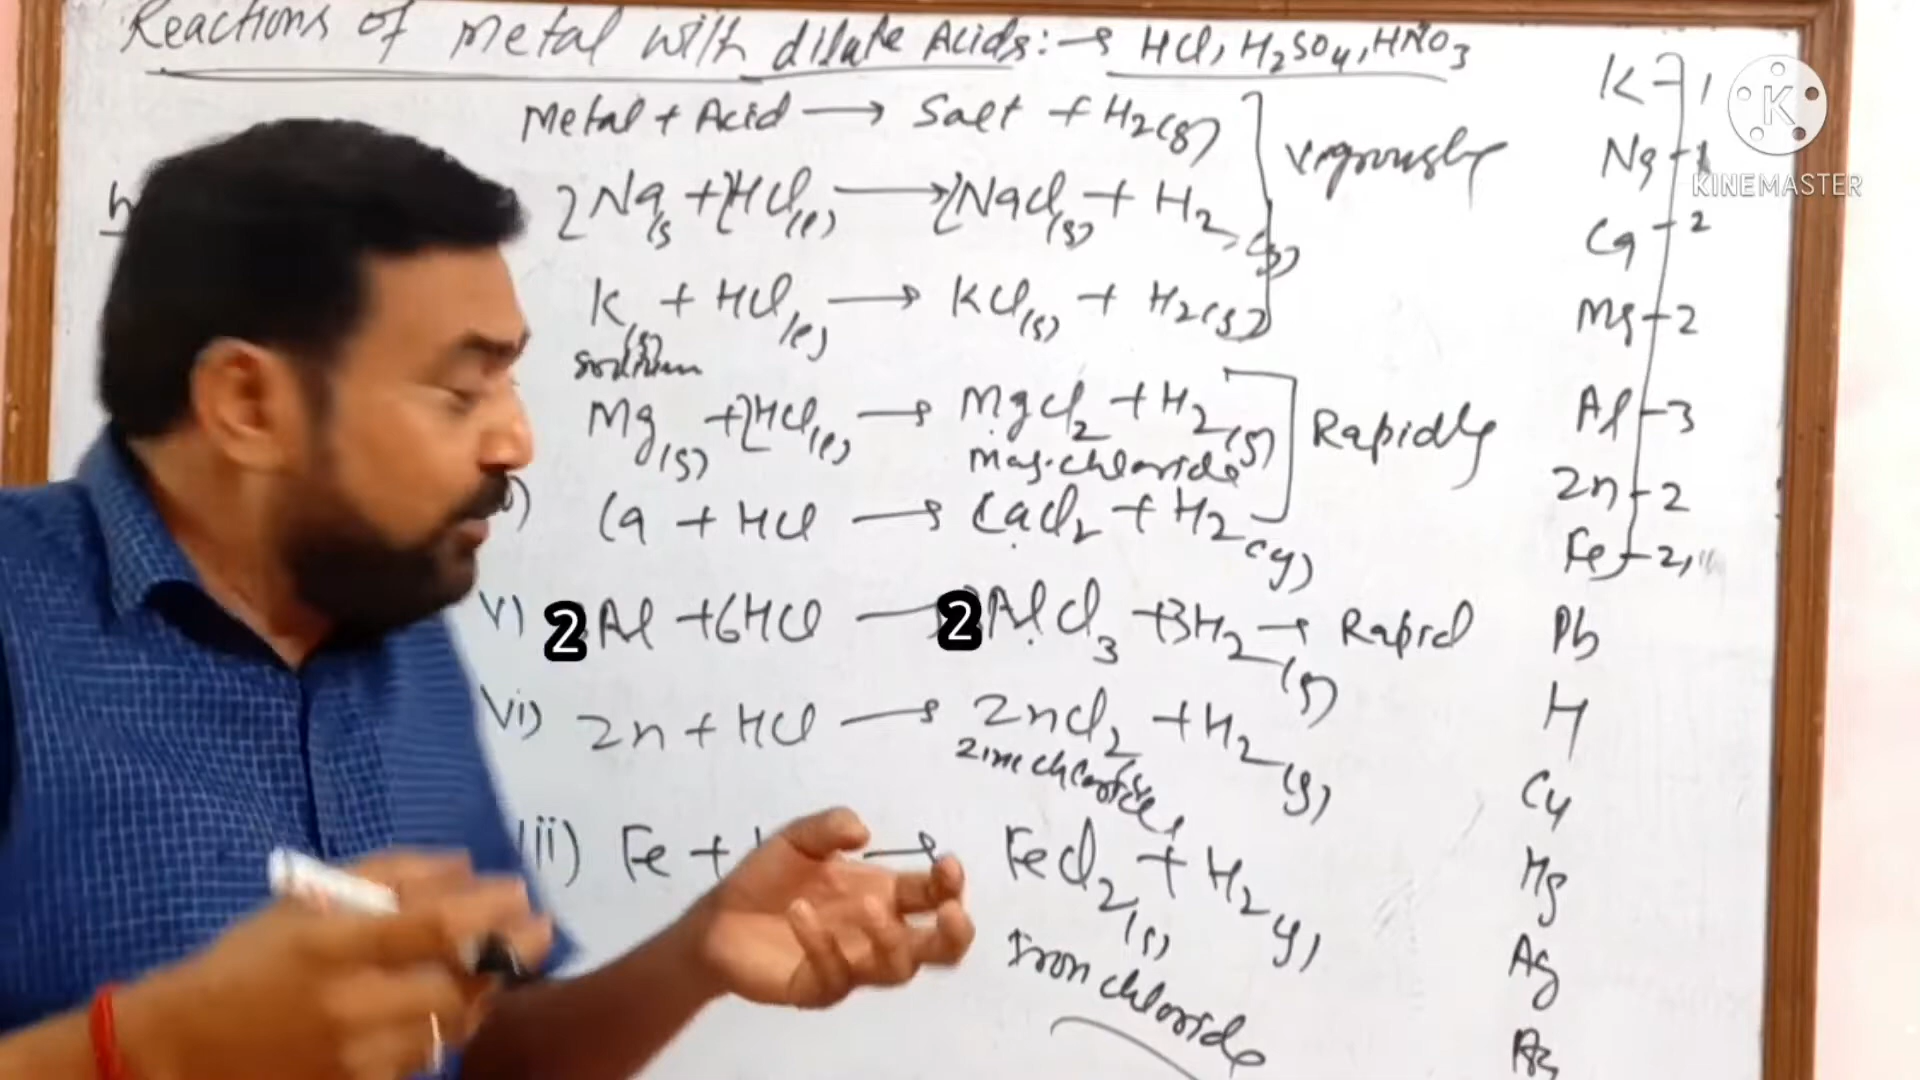 Reactions of metal with dilute Acids:→ HCl, H2SO4, HNO3
Metal + Acid → Salt + H2(g)
Vigrously
2Na(s + 2HCl(l) → 2NaCl(s) + H2(g)
K(s) + HCl(l) → KCl(s) + H2(g)
sodium
Mg(s) + 2HCl(l) → MgCl2 + H2(g)
Mag.chloride
Rapidly
Ca + HCl → CaCl2 + H2(g)
v) 2Al + 6HCl → 2AlCl3 + 3H2(g) → Rapid
vi) Zn + HCl → ZnCl2 + H2(g)
Zinc chloride
ii) Fe + → FeCl2(s) + H2g)
Iron chloride
K - 1
Na - 1
Ca - 2
Mg - 2
Al - 3
Zn - 2
Fe - 2,
Pb
H
Cu
Hg
Ag
K
KINEMASTER